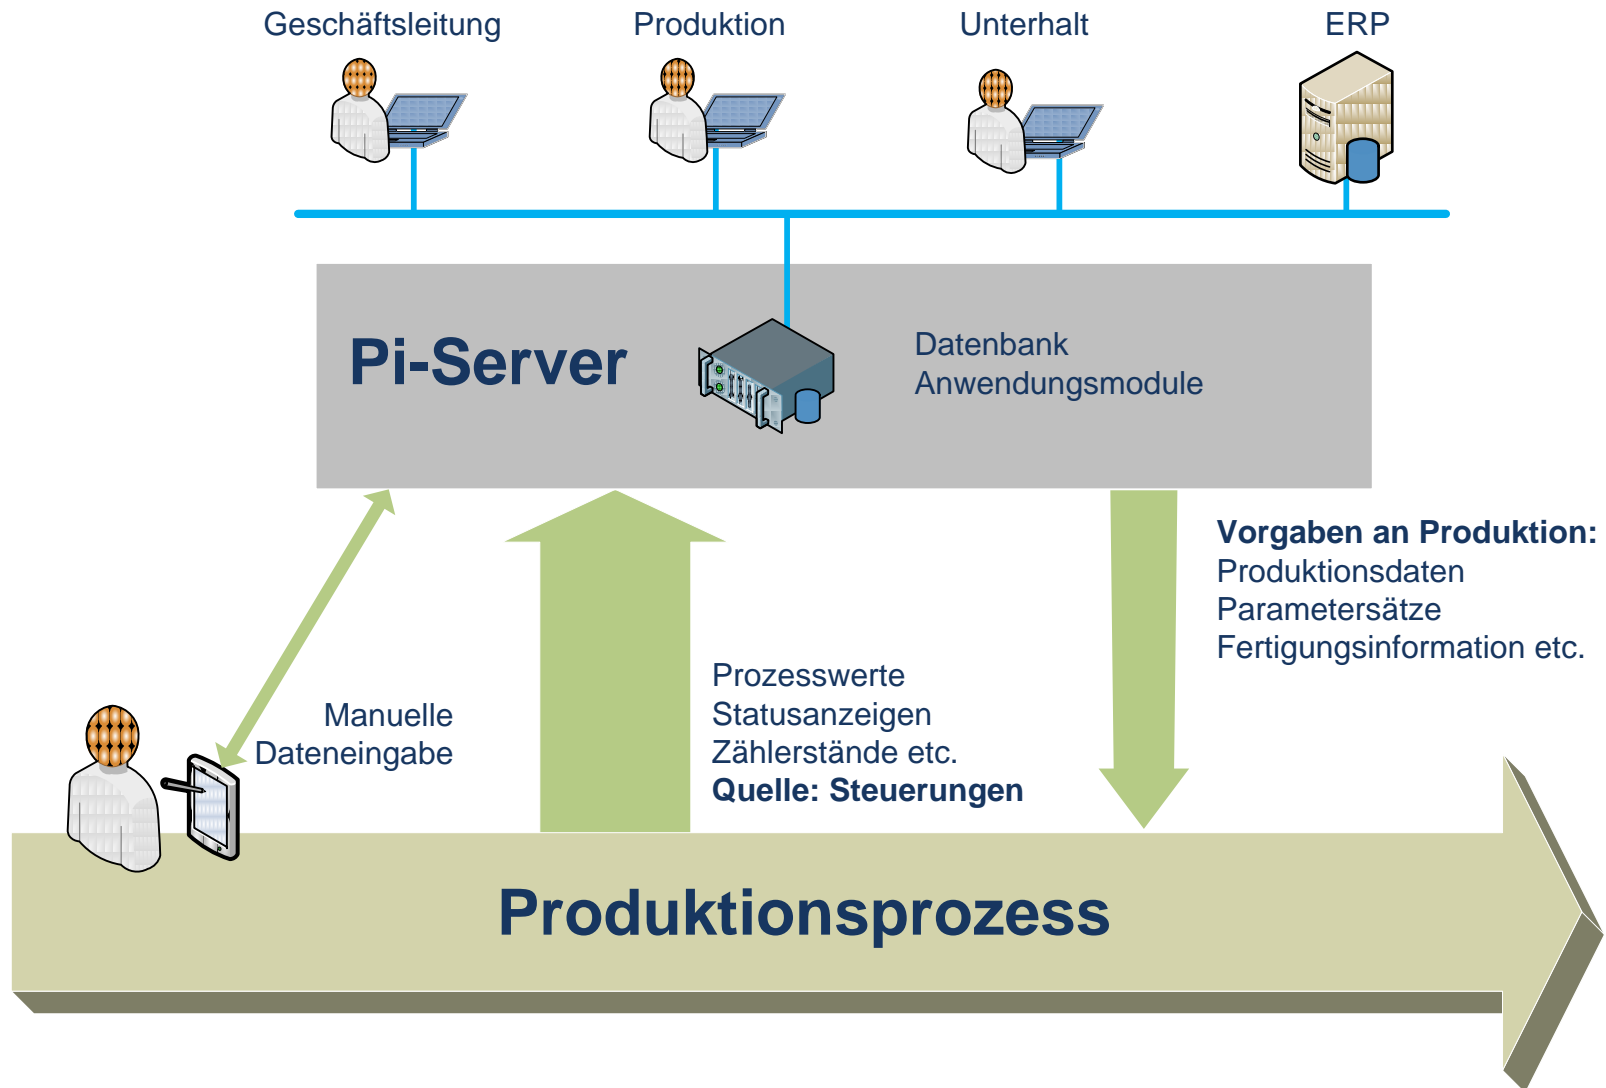 Geschäftsleitung
Produktion
Unterhalt
ERP
Pi-Server
Datenbank
Anwendungsmodule
Vorgaben an Produktion:
Produktionsdaten
Parametersätze
Fertigungsinformation etc.
Manuelle
Dateneingabe
Prozesswerte
Statusanzeigen
Zählerstände etc.
Quelle: Steuerungen
Produktionsprozess